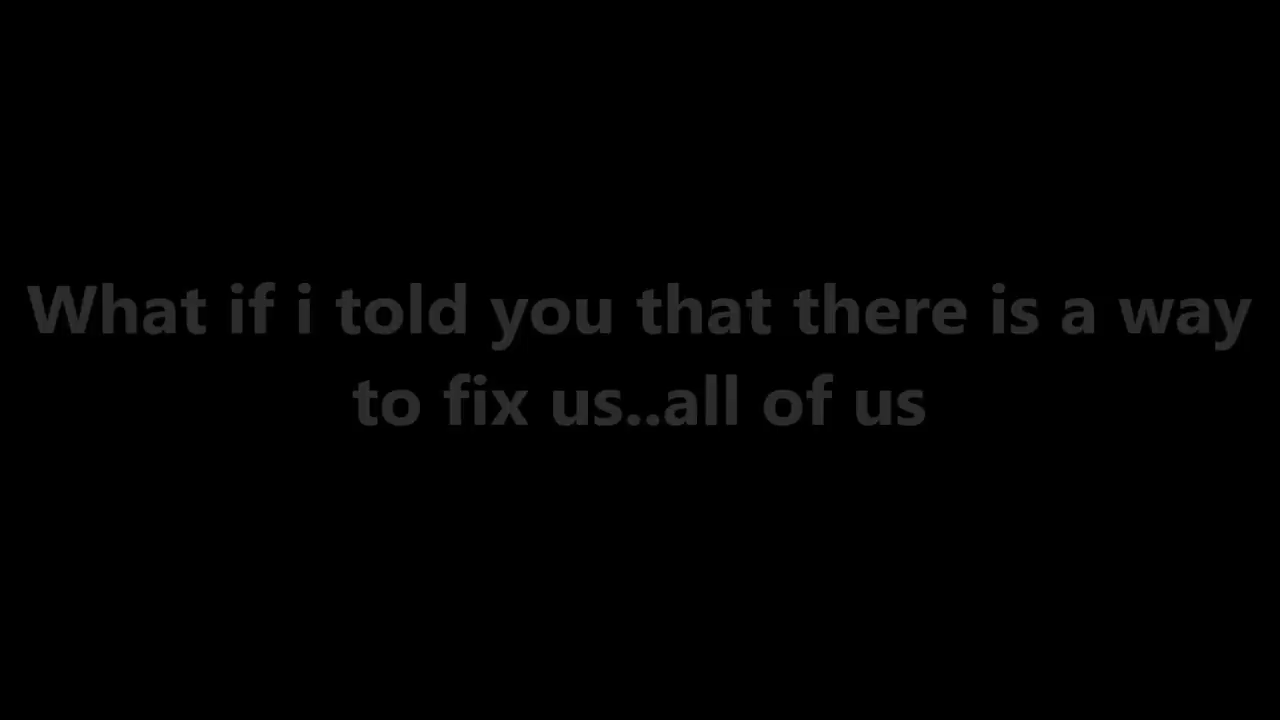 What if i told you that there is a way
to fix us..all of us